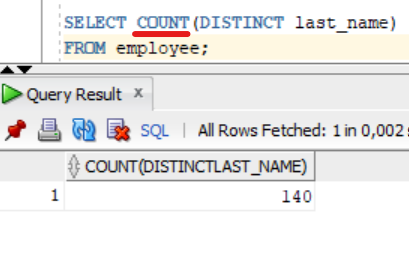 SELECT COUNT(DISTINCT last_name)
FROM employee;
Query Result x
SQL | All Rows Fetched: 1 in 0,002
COUNT(DISTINCTLAST_NAME)
1 140